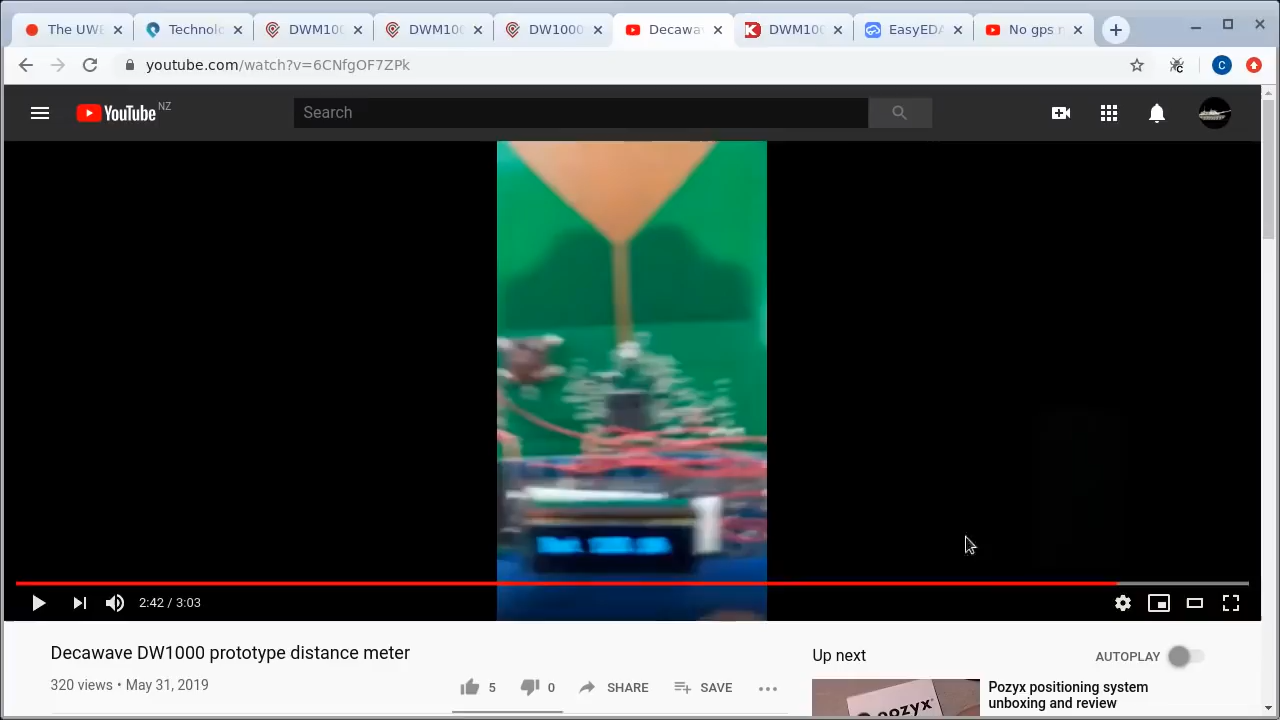 The UWB
Technolo
DWM100
DWM100
DW1000
Decawav
DWM100
EasyEDA
No gps n
youtube.com/watch?v=6CNfgOF7ZPk
C
YouTube NZ
Search
2:42 / 3:03
Decawave DW1000 prototype distance meter
320 views • May 31, 2019
5
0
SHARE
SAVE
Up next
AUTOPLAY
pozyx
Pozyx positioning system
unboxing and review